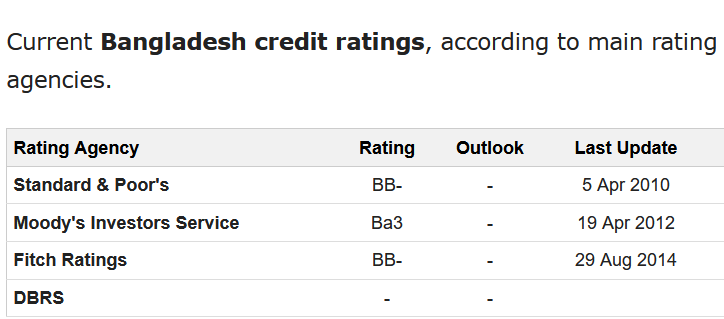 Current Bangladesh credit ratings, according to main rating
agencies.
Rating Agency Rating Outlook Last Update
Standard & Poor's BB- - 5 Apr 2010
Moody's Investors Service Ba3 - 19 Apr 2012
Fitch Ratings BB- - 29 Aug 2014
DBRS - -